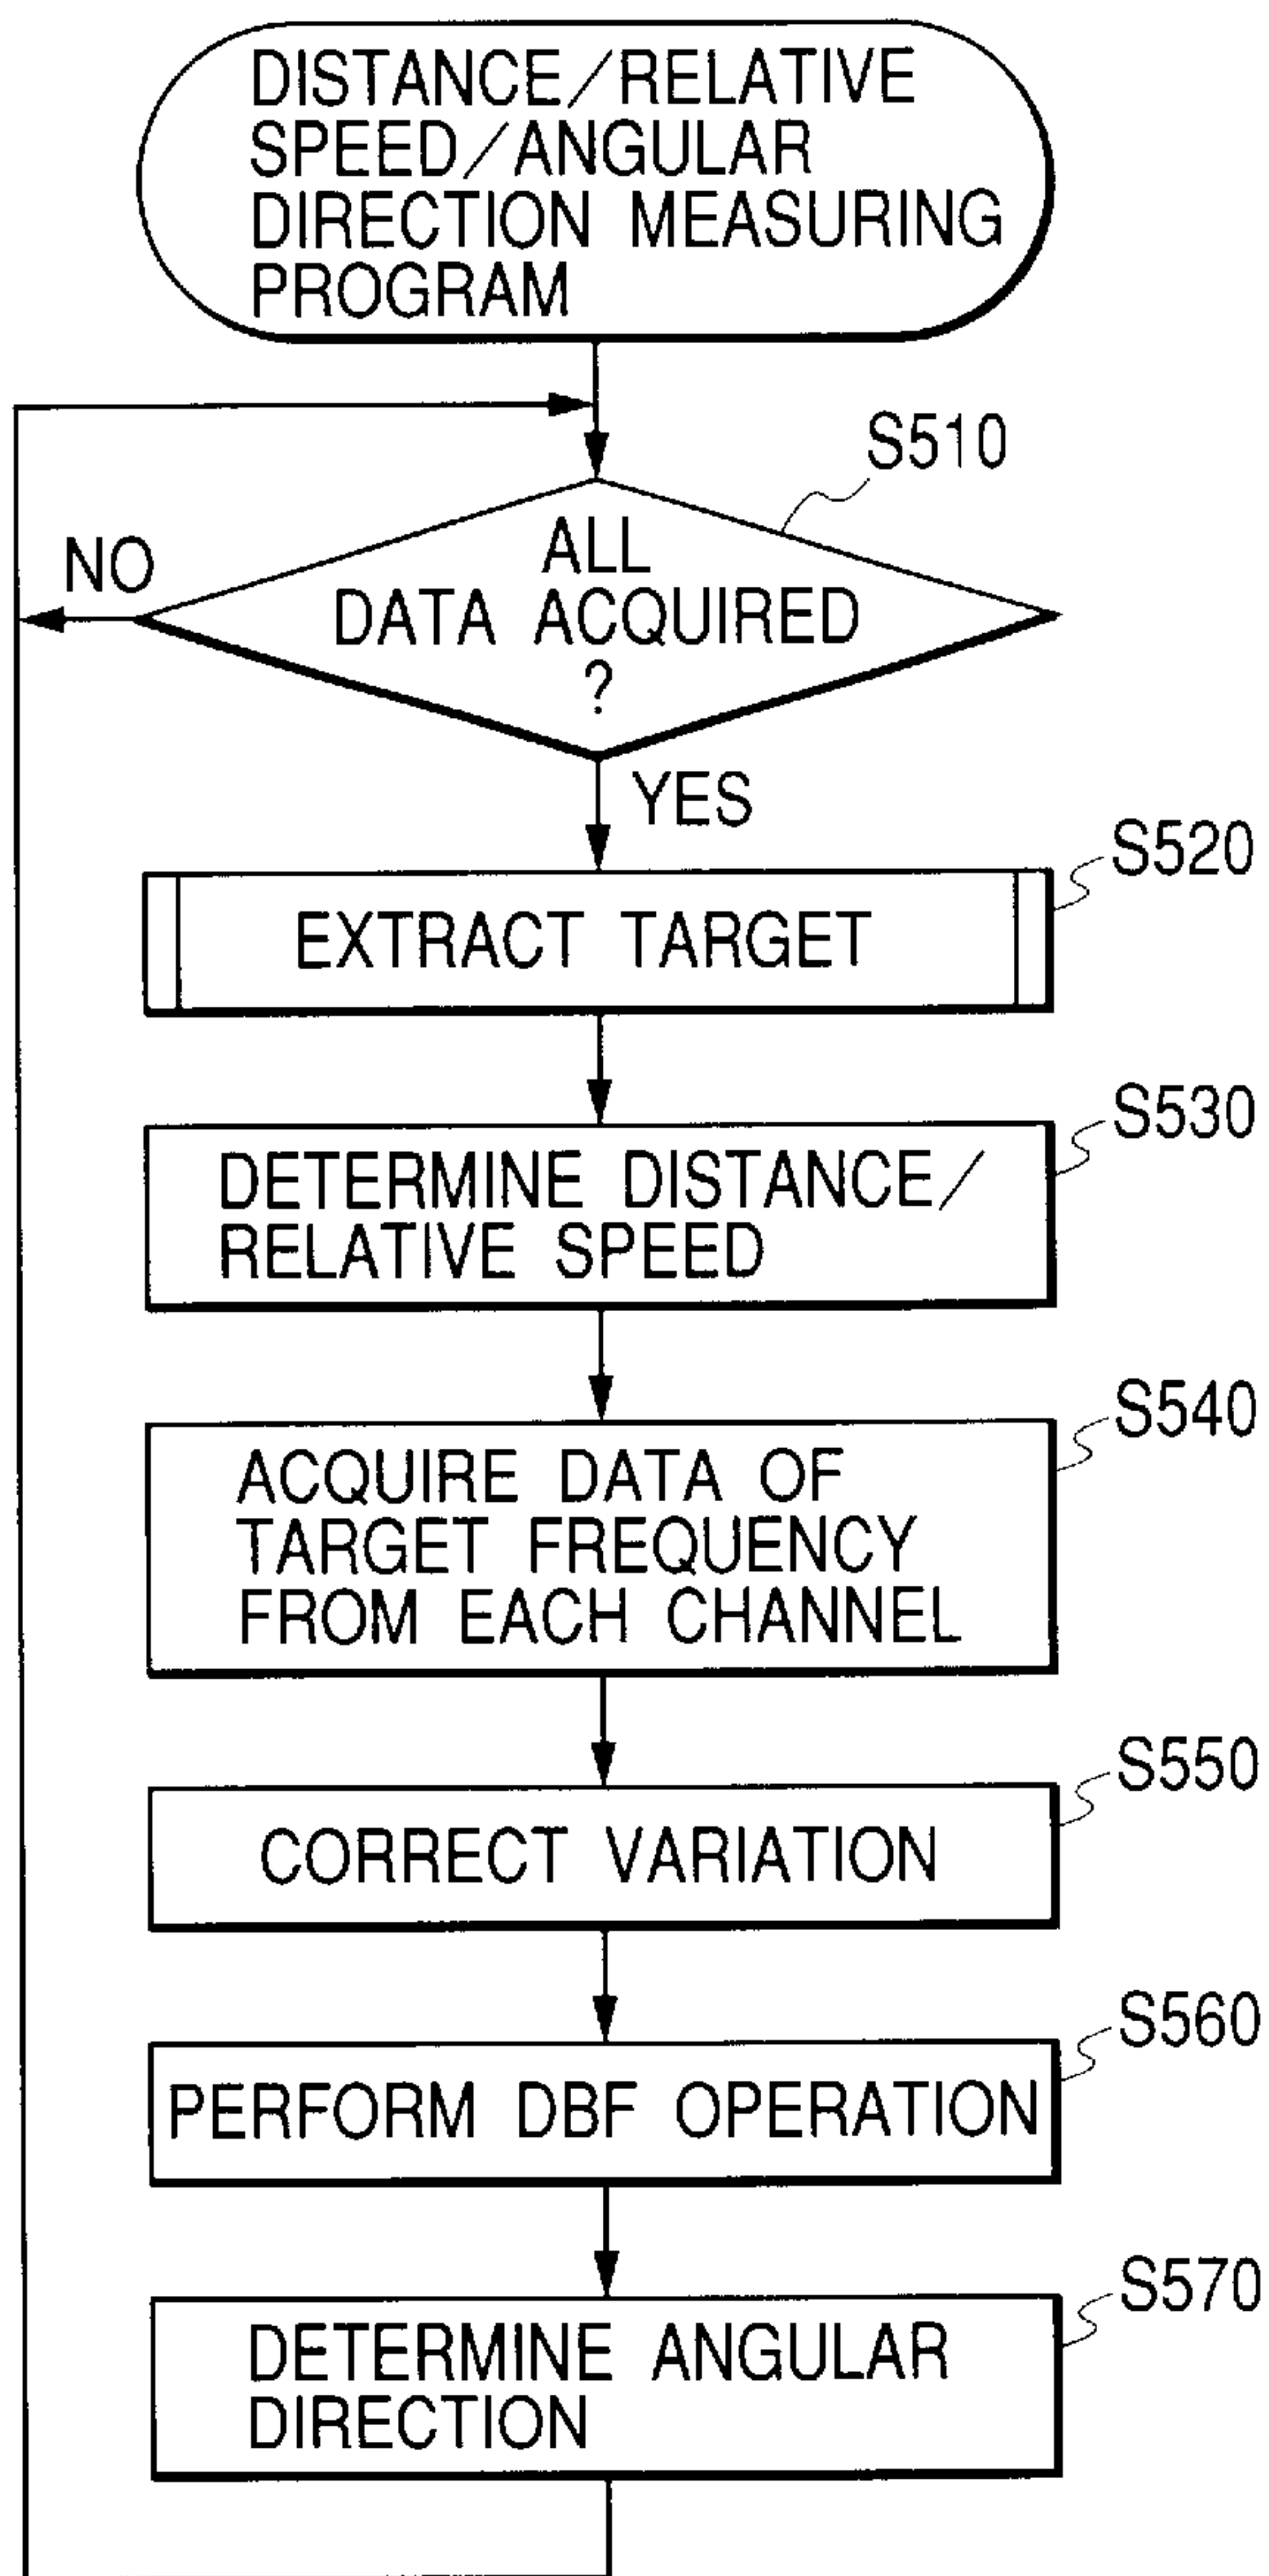 DISTANCE/RELATIVE
SPEED/ANGULAR
DIRECTION MEASURING
PROGRAM
S510
NO
ALL
DATA ACQUIRED
?
YES
S520
EXTRACT TARGET
S530
DETERMINE DISTANCE/
RELATIVE SPEED
S540
ACQUIRE DATA OF
TARGET FREQUENCY
FROM EACH CHANNEL
S550
CORRECT VARIATION
S560
PERFORM DBF OPERATION
S570
DETERMINE ANGULAR
DIRECTION